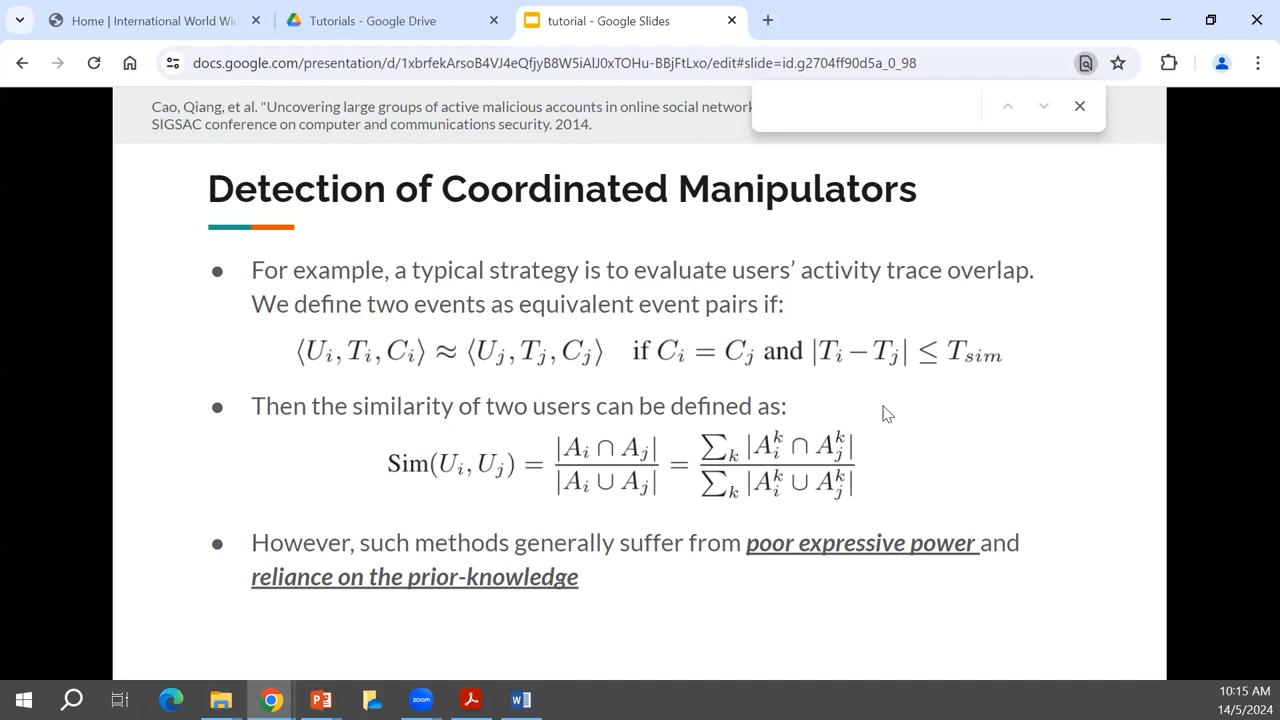 Home | International World Wid
Tutorials - Google Drive
tutorial - Google Slides
docs.google.com/presentation/d/1xbrfekArsoB4VJ4eQfjyB8W5iAlJ0xTOHu-BBjFtLxo/edit#slide=id.g2704ff90d5a_0_98
Cao, Qiang, et al. "Uncovering large groups of active malicious accounts in online social network
SIGSAC conference on computer and communications security. 2014.
Detection of Coordinated Manipulators
● For example, a typical strategy is to evaluate users’ activity trace overlap.
We define two events as equivalent event pairs if:
⟨U_i, T_i, C_i⟩ ≈ ⟨U_j, T_j, C_j⟩ if C_i = C_j and |T_i − T_j| ≤ T_sim
● Then the similarity of two users can be defined as:
Sim(U_i, U_j) = |A_i ∩ A_j| / |A_i ∪ A_j| = ∑_k |A_i^k ∩ A_j^k| / ∑_k |A_i^k ∪ A_j^k|
● However, such methods generally suffer from poor expressive power and
reliance on the prior-knowledge
zoom
10:15 AM
14/5/2024